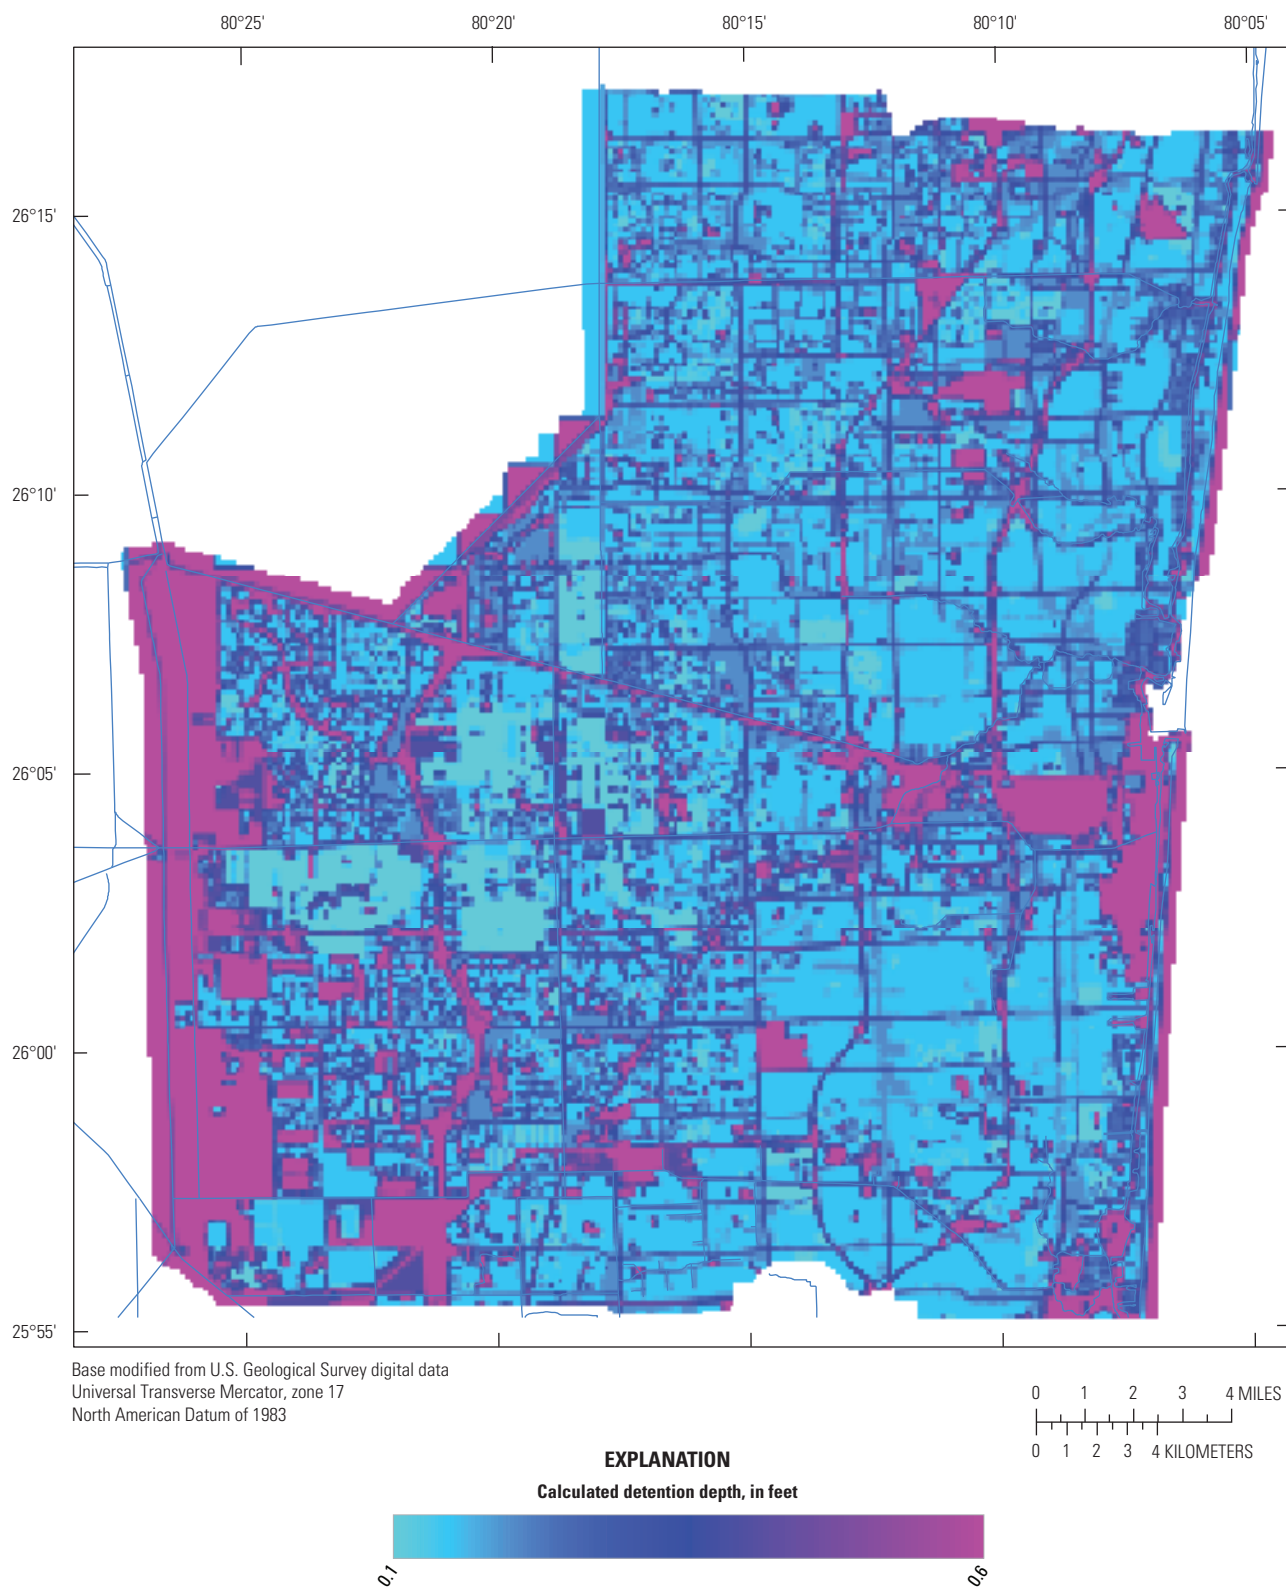 80°25' 80°20' 80°15' 80°10' 80°05'
26°15'
26°10'
26°05'
26°00'
25°55'
Base modified from U.S. Geological Survey digital data
Universal Transverse Mercator, zone 17
North American Datum of 1983
0 1 2 3 4 MILES
0 1 2 3 4 KILOMETERS
EXPLANATION
Calculated detention depth, in feet
0.1 0.6